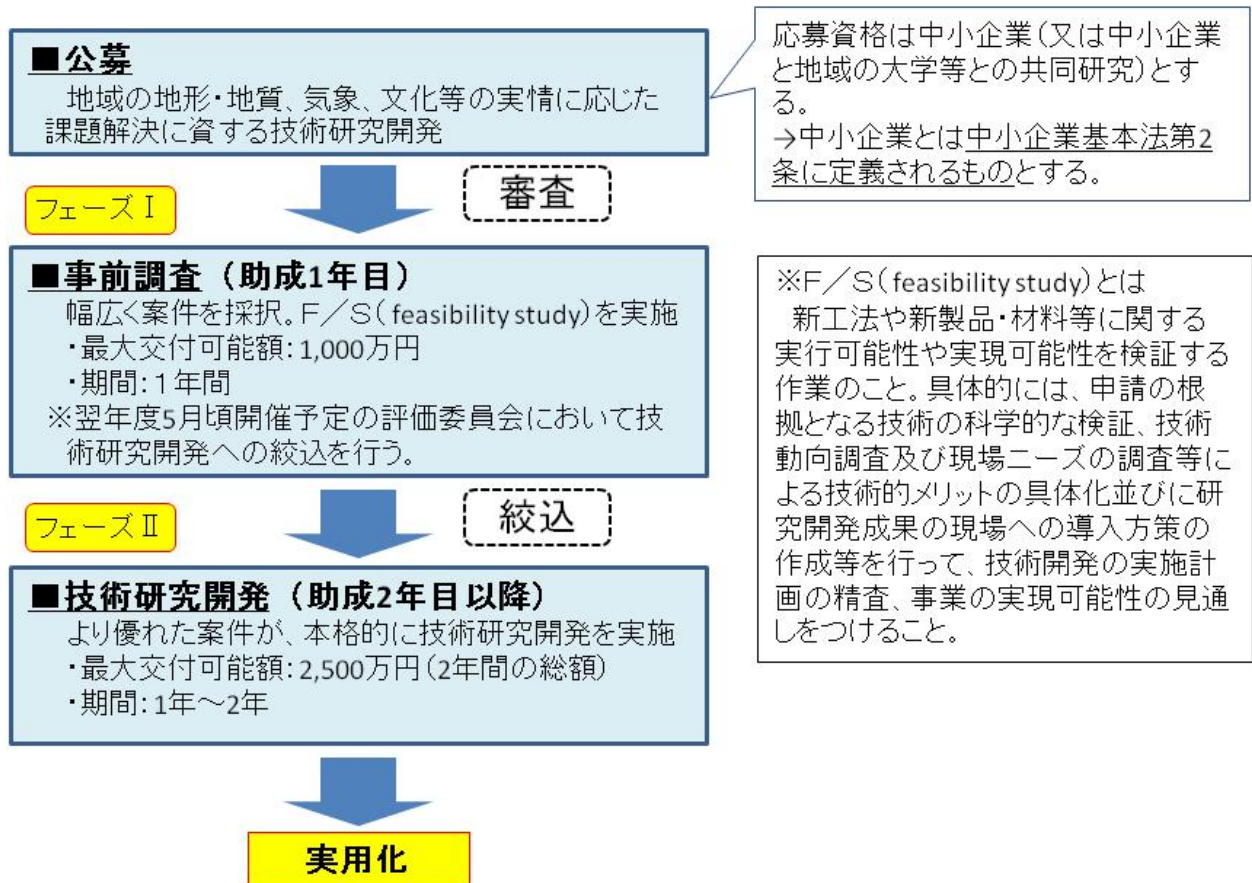 ■公募
地域の地形・地質、気象、文化等の実情に応じた
課題解決に資する技術研究開発
応募資格は中小企業(又は中小企業
と地域の大学等との共同研究)とす
る。
→中小企業とは中小企業基本法第2
条に定義されるものとする。
フェーズⅠ
審査
■事前調査(助成1年目)
幅広く案件を採択。F/S(feasibility study)を実施
・最大交付可能額:1,000万円
・期間:1年間
※翌年度5月頃開催予定の評価委員会において技
術研究開発への絞込を行う。
※F/S(feasibility study)とは
新工法や新製品・材料等に関する
実行可能性や実現可能性を検証する
作業のこと。具体的には、申請の根
拠となる技術の科学的な検証、技術
動向調査及び現場ニーズの調査等に
よる技術的メリットの具体化並びに研
究開発成果の現場への導入方策の
作成等を行って、技術開発の実施計
画の精査、事業の実現可能性の見通
しをつけること。
フェーズⅡ
絞込
■技術研究開発(助成2年目以降)
より優れた案件が、本格的に技術研究開発を実施
・最大交付可能額:2,500万円(2年間の総額)
・期間:1年～2年
実用化